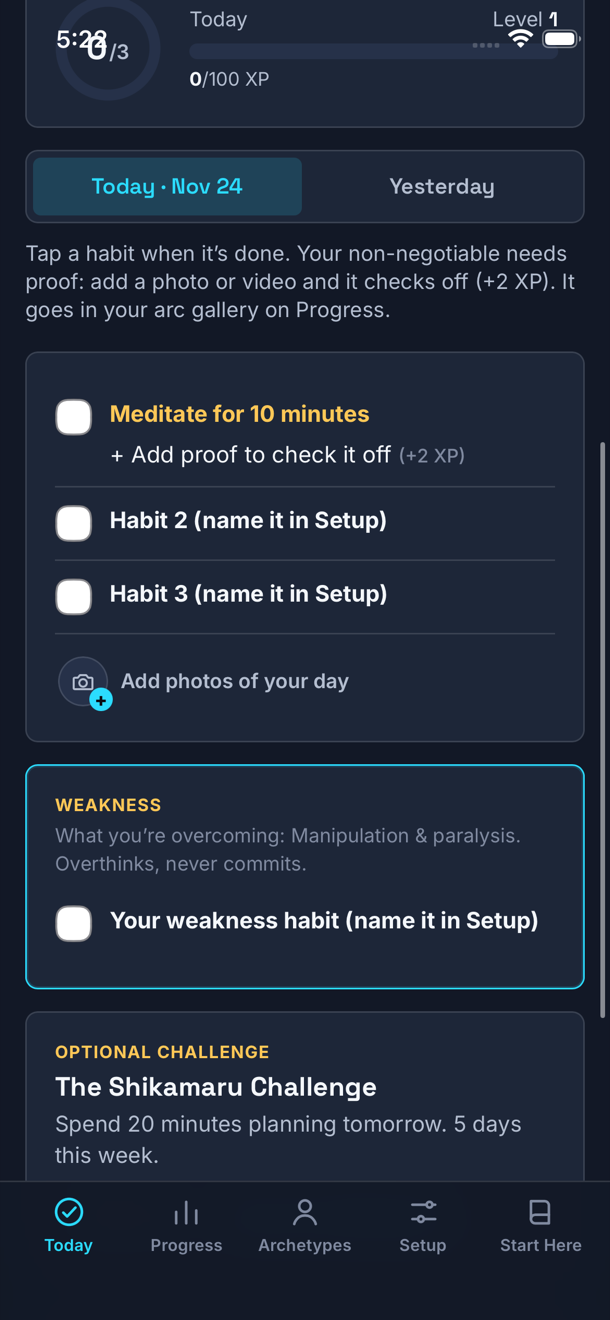 Today
Level 1
5:22
0/3
0/100 XP
Today · Nov 24
Yesterday
Tap a habit when it’s done. Your non-negotiable needs
proof: add a photo or video and it checks off (+2 XP). It
goes in your arc gallery on Progress.
Meditate for 10 minutes
+ Add proof to check it off (+2 XP)
Habit 2 (name it in Setup)
Habit 3 (name it in Setup)
Add photos of your day
WEAKNESS
What you’re overcoming: Manipulation & paralysis.
Overthinks, never commits.
Your weakness habit (name it in Setup)
OPTIONAL CHALLENGE
The Shikamaru Challenge
Spend 20 minutes planning tomorrow. 5 days
this week.
Today
Progress
Archetypes
Setup
Start Here